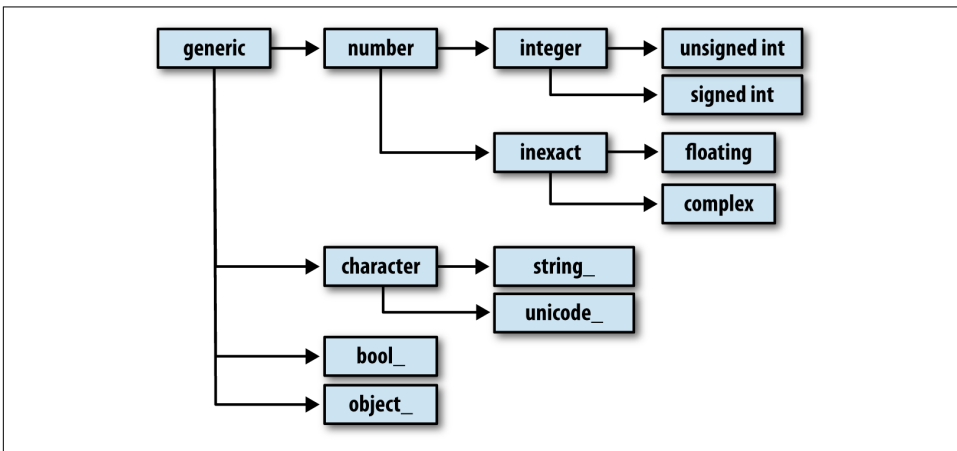 generic number integer unsigned int
signed int
inexact floating
complex
character string_
unicode_
bool_
object_